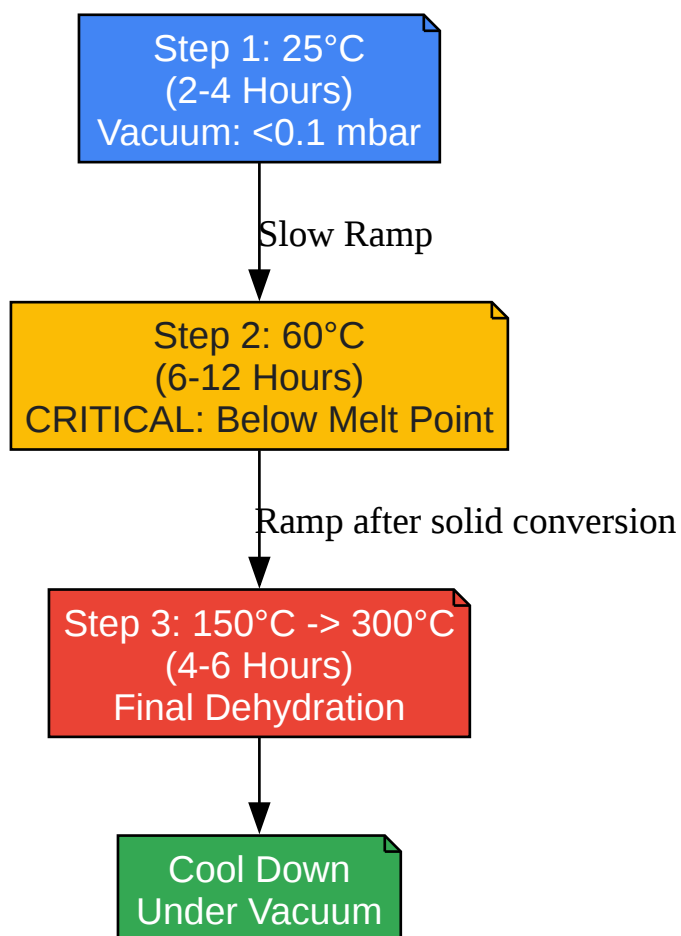 Step 1: 25°C
(2-4 Hours)
Vacuum: <0.1 mbar
Slow Ramp
Step 2: 60°C
(6-12 Hours)
CRITICAL: Below Melt Point
Ramp after solid conversion
Step 3: 150°C -> 300°C
(4-6 Hours)
Final Dehydration
Cool Down
Under Vacuum